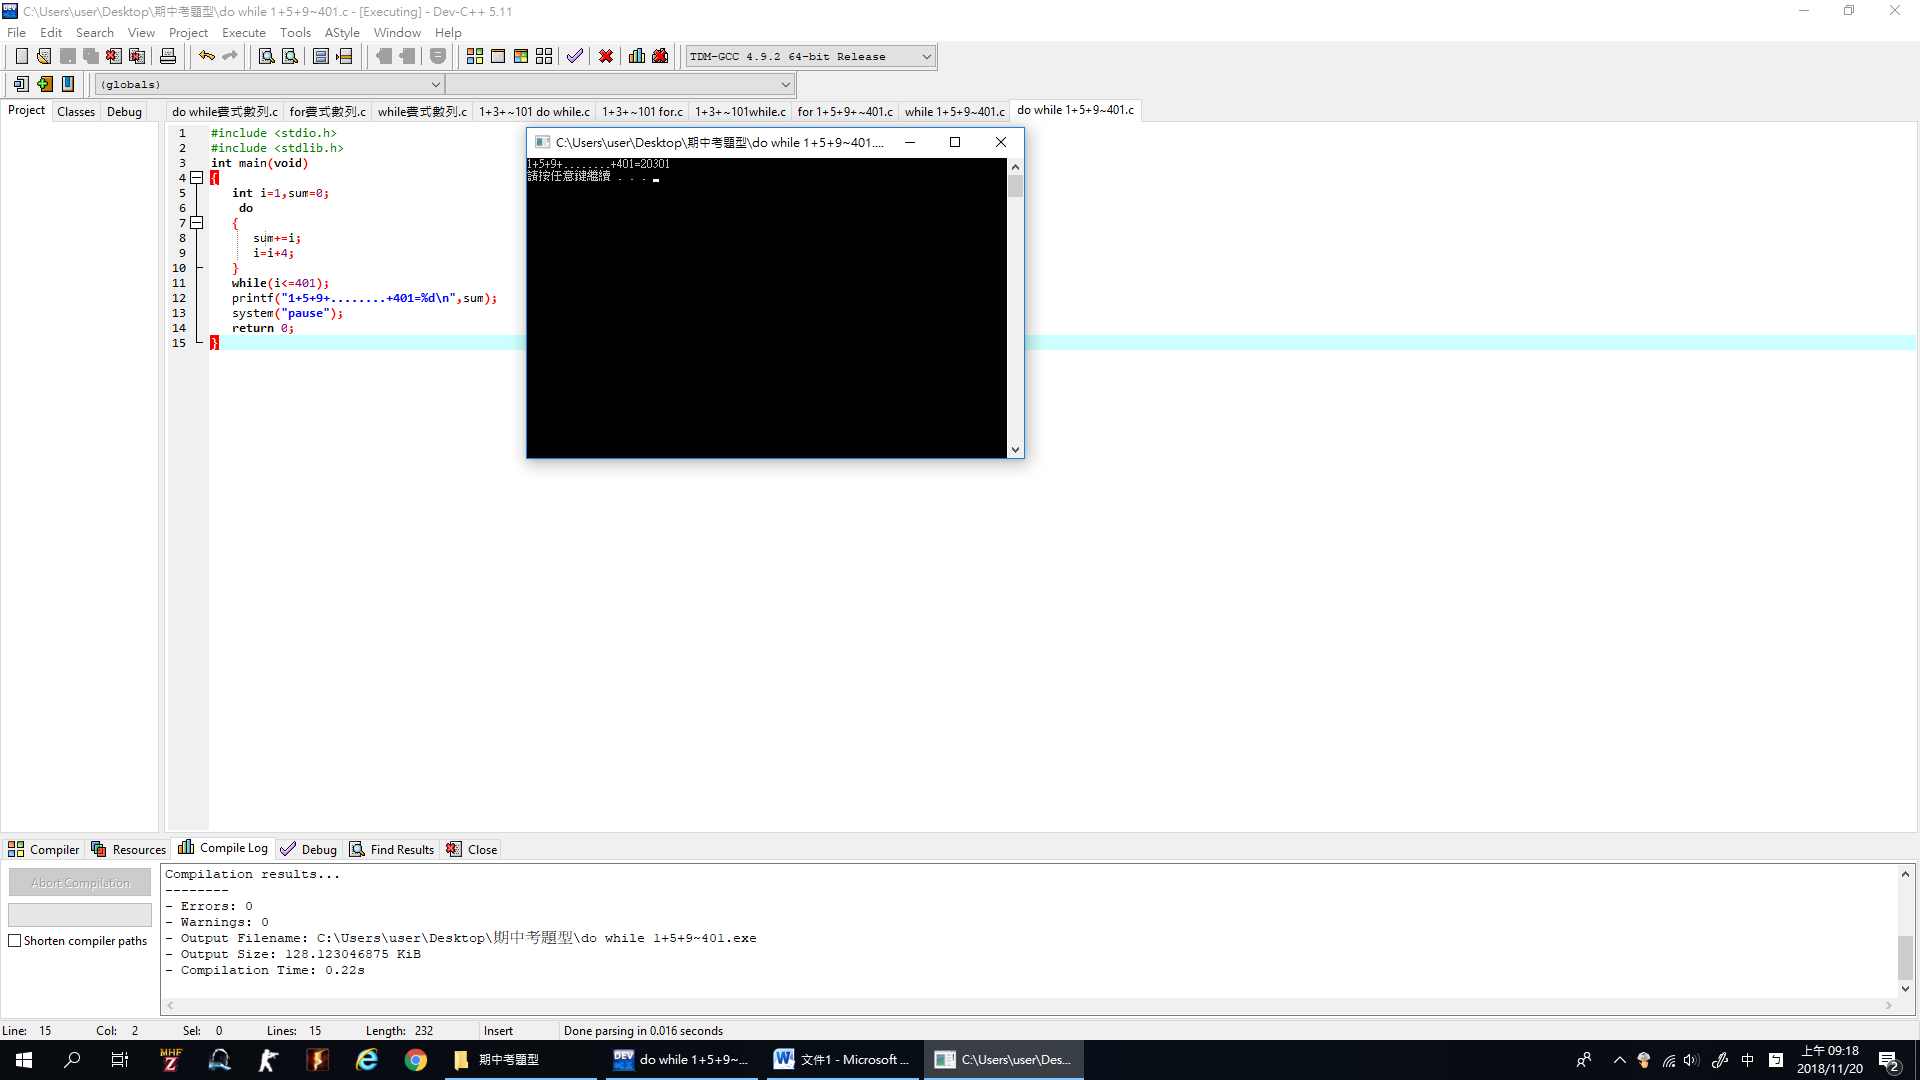 C:\Users\user\Desktop\期中考題型\do while 1+5+9~401.c - [Executing] - Dev-C++ 5.11
File Edit Search View Project Execute Tools AStyle Window Help
TDM-GCC 4.9.2 64-bit Release
(globals)
Project Classes Debug
do while費式數列.c for費式數列.c while費式數列.c 1+3+~101 do while.c 1+3+~101 for.c 1+3+~101while.c for 1+5+9+~401.c while 1+5+9~401.c do while 1+5+9~401.c
1 #include <stdio.h>
2 #include <stdlib.h>
3 int main(void)
4 {
5 int i=1,sum=0;
6 do
7 {
8 sum+=i;
9 i=i+4;
10 }
11 while(i<=401);
12 printf("1+5+9+........+401=%d\n",sum);
13 system("pause");
14 return 0;
15 }
C:\Users\user\Desktop\期中考題型\do while 1+5+9~401....
1+5+9+........+401=20301
請按任意鍵繼續 . . .
Compiler Resources Compile Log Debug Find Results Close
Abort Compilation
Shorten compiler paths
Compilation results...
--------
- Errors: 0
- Warnings: 0
- Output Filename: C:\Users\user\Desktop\期中考題型\do while 1+5+9~401.exe
- Output Size: 128.123046875 KiB
- Compilation Time: 0.22s
Line: 15 Col: 2 Sel: 0 Lines: 15 Length: 232 Insert Done parsing in 0.016 seconds
MHF Z
期中考題型
DEV
do while 1+5+9~...
文件1 - Microsoft ...
C:\Users\user\Des...
中
上午 09:18
2018/11/20
2